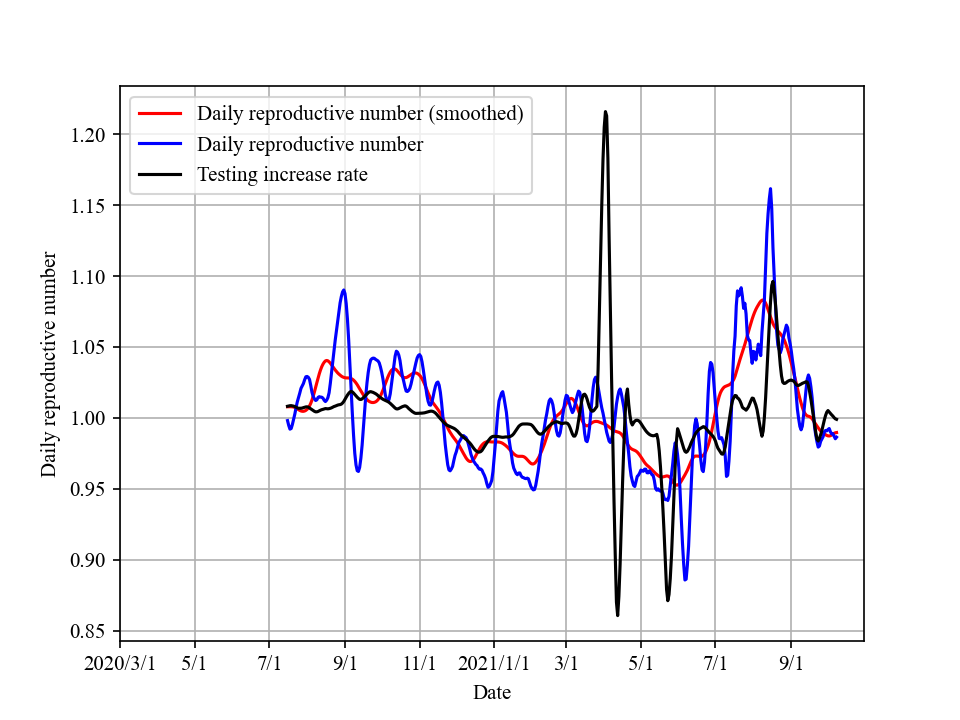 Daily reproductive number (smoothed)
Daily reproductive number
Testing increase rate
Daily reproductive number
1.20
1.15
1.10
1.05
1.00
0.95
0.90
0.85
2020/3/1 5/1 7/1 9/1 11/1 2021/1/1 3/1 5/1 7/1 9/1
Date